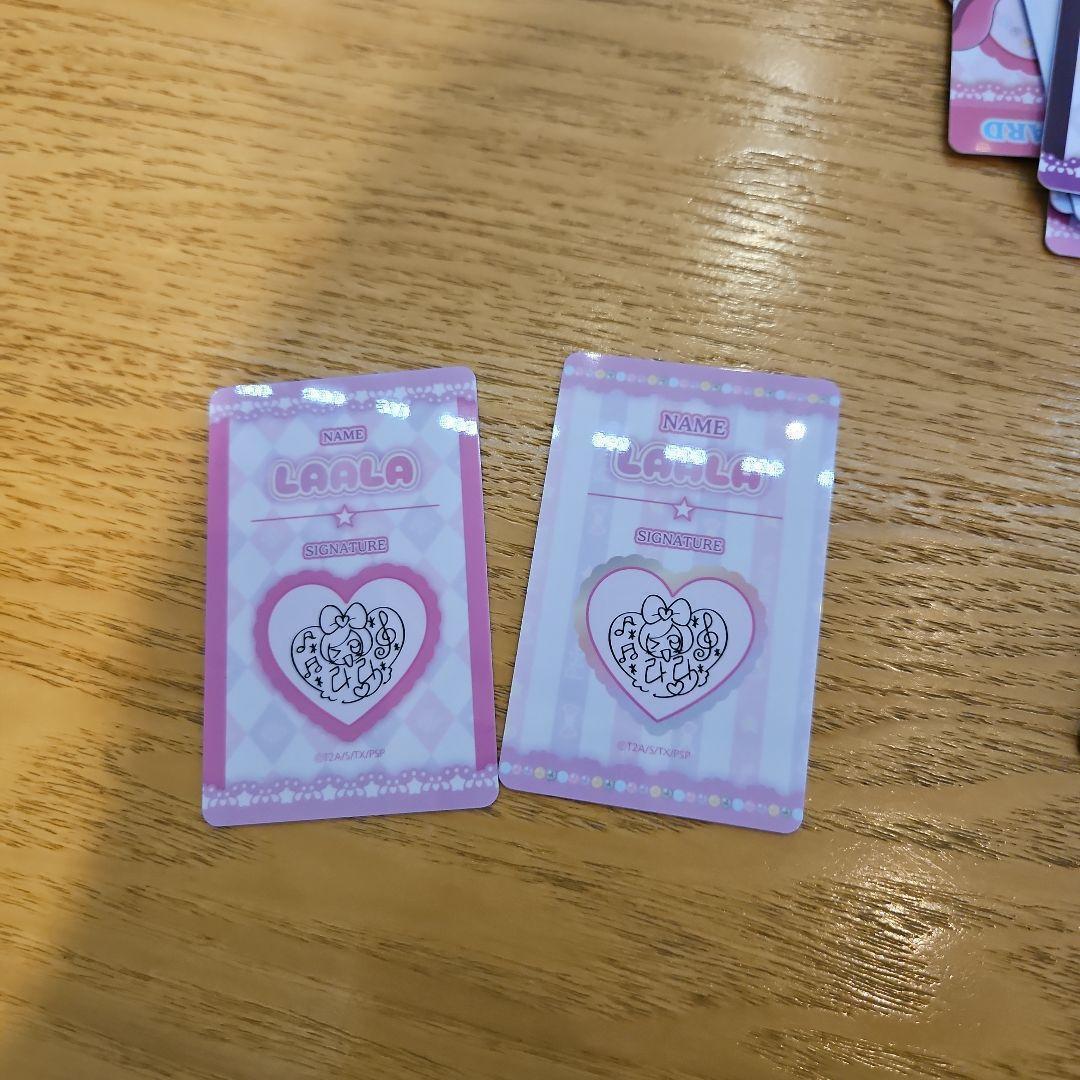 NAME
LAALA
SIGNATURE
©T2A/S/TX/PSP
NAME
LAALA
SIGNATURE
©T2A/S/TX/PSP